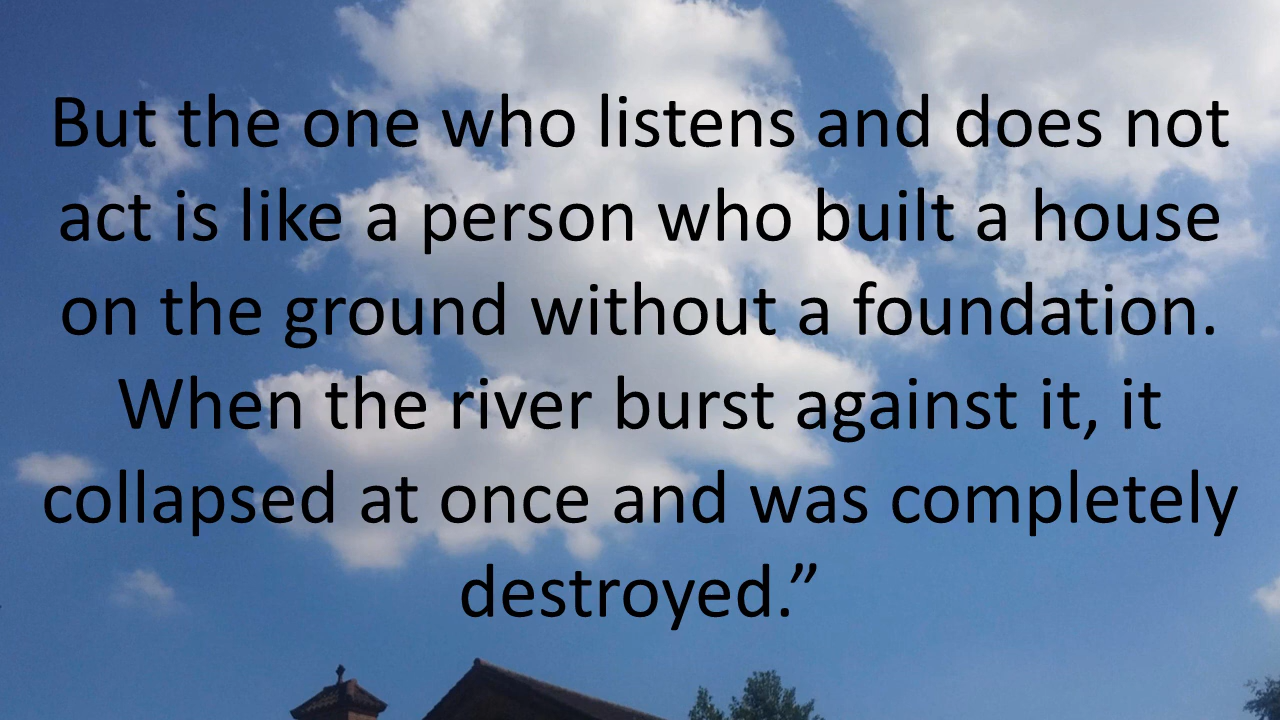 But the one who listens and does not
act is like a person who built a house
on the ground without a foundation.
When the river burst against it, it
collapsed at once and was completely
destroyed.”